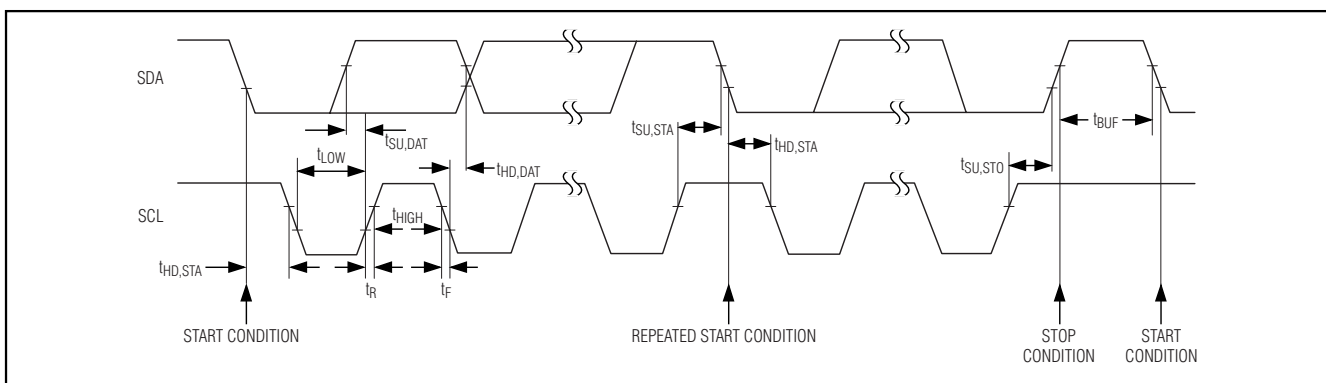 SDA
tSU,DAT
tLOW
tHD,DAT
tSU,STA
tHD,STA
tBUF
tSU,STO
SCL
tHIGH
tHD,STA
tR
tF
START CONDITION
REPEATED START CONDITION
STOP
CONDITION
START
CONDITION